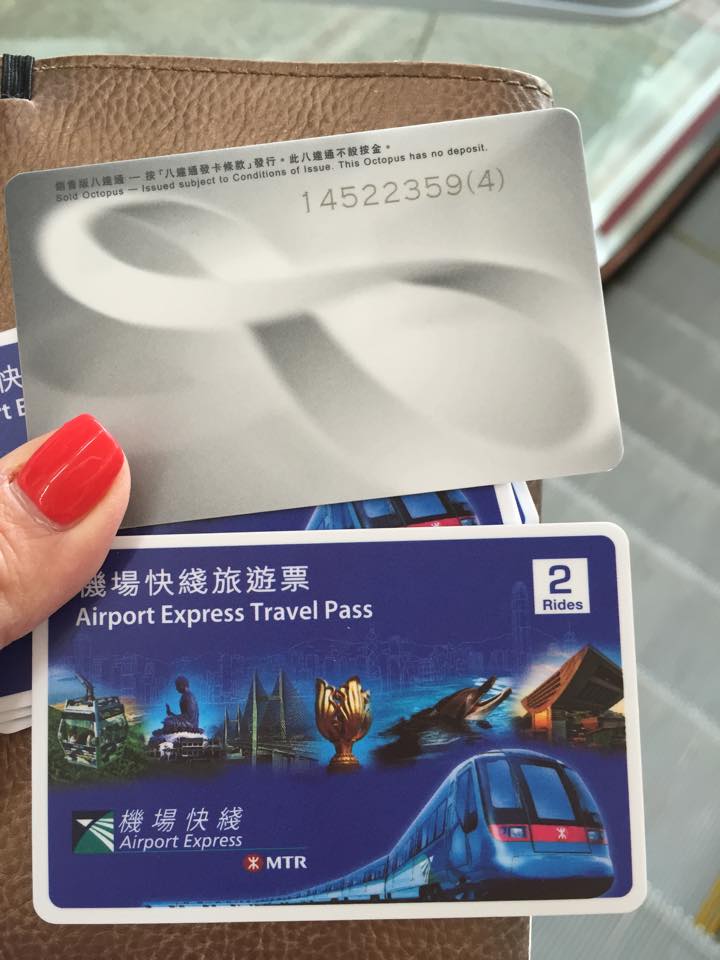 銷售版八達通 — 按「八達通發卡條款」發行。此八達通不設按金。
Sold Octopus — Issued subject to Conditions of Issue. This Octopus has no deposit.
14522359(4)
快
t E
機場快綫旅遊票
Airport Express Travel Pass
2
Rides
機場快綫
Airport Express
MTR